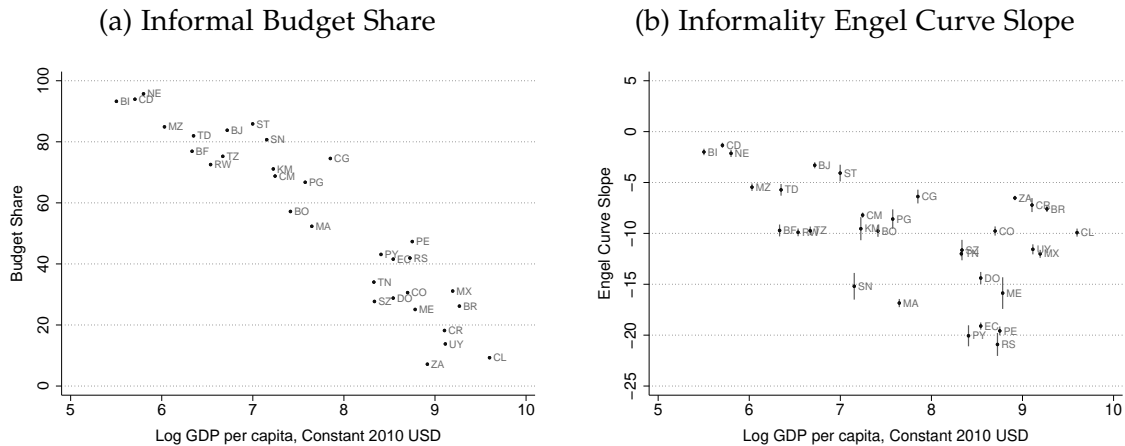 (a) Informal Budget Share
Budget Share
100
80
60
40
20
0
BI
CD
NE
MZ
TD
BJ
ST
SN
BF
RW
TZ
KM
CM
CG
PG
BO
MA
PE
PY
EC
RS
TN
SZ
DO
CO
ME
MX
BR
CR
UY
ZA
CL
5 6 7 8 9 10
Log GDP per capita, Constant 2010 USD
(b) Informality Engel Curve Slope
Engel Curve Slope
5
0
−5
−10
−15
−20
−25
BI
CD
NE
MZ
TD
BJ
ST
CG
ZA
CR
BR
BF
RW
TZ
CM
KM
BO
PG
CO
CL
SZ
TN
UY
MX
SN
MA
DO
ME
PY
EC
PE
RS
5 6 7 8 9 10
Log GDP per capita, Constant 2010 USD